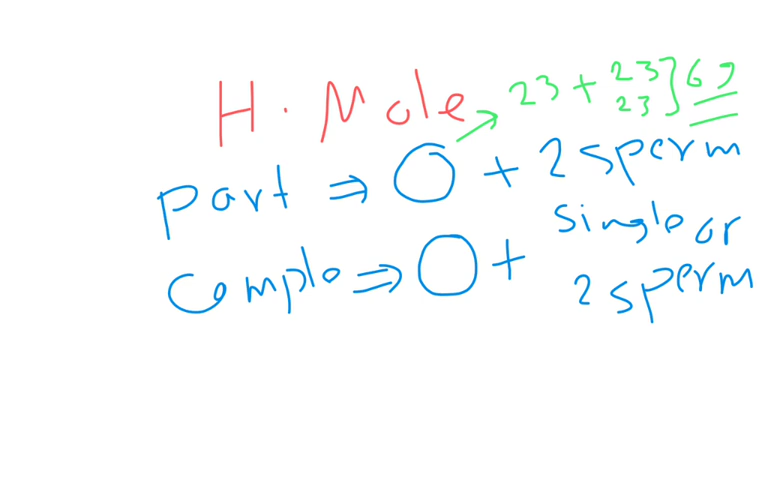 H. Mole → 23 + 23 23 ] 69
Part ⇒ O + 2 sperm
Comple ⇒ O + single or
2 sperm